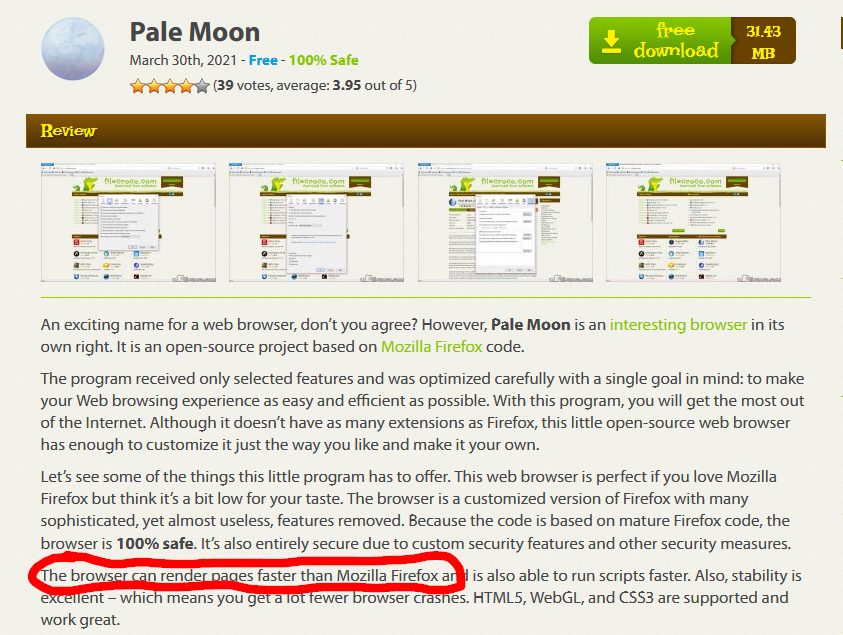 Pale Moon
March 30th, 2021 - Free - 100% Safe
(39 votes, average: 3.95 out of 5)
free download
31.43 MB
Review
filecroco.com
filecroco.com
filecroco.com
filecroco.com
An exciting name for a web browser, don’t you agree? However, Pale Moon is an interesting browser in its
own right. It is an open-source project based on Mozilla Firefox code.
The program received only selected features and was optimized carefully with a single goal in mind: to make
your Web browsing experience as easy and efficient as possible. With this program, you will get the most out
of the Internet. Although it doesn’t have as many extensions as Firefox, this little open-source web browser
has enough to customize it just the way you like and make it your own.
Let’s see some of the things this little program has to offer. This web browser is perfect if you love Mozilla
Firefox but think it’s a bit low for your taste. The browser is a customized version of Firefox with many
sophisticated, yet almost useless, features removed. Because the code is based on mature Firefox code, the
browser is 100% safe. It’s also entirely secure due to custom security features and other security measures.
The browser can render pages faster than Mozilla Firefox and is also able to run scripts faster. Also, stability is
excellent – which means you get a lot fewer browser crashes. HTML5, WebGL, and CSS3 are supported and
work great.